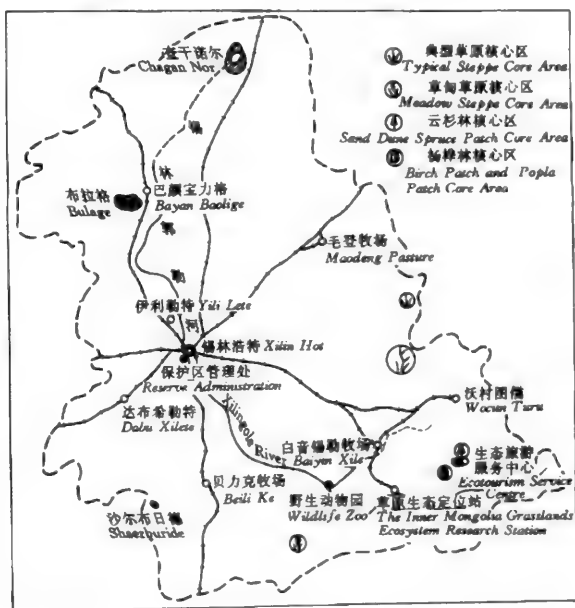 查干诺尔
Chagan Nor
典型草原核心区
Typical Steppe Core Area
草甸草原核心区
Meadow Steppe Core Area
云杉林核心区
Sand Dune Spruce Patch Core Area
杨桦林核心区
Birch Patch and Popla
Patch Core Area
锡
林
郭
勒
河
布拉格
Bulage
巴颜宝力格
Bayan Baolige
毛登牧场
Maodeng Pasture
伊利勒特 Yili Lete
锡林浩特 Xilin Hot
保护区管理处
Reserve Administration
达布希勒特
Dabu Xilete
Xilingole River
沃村图儒
Wocun Turu
白音锡勒牧场
Baiyen Xile
生态旅游
服务中心
Ecotourism Service
Centre
贝力克牧场
Beili Ke
野生动物园
Wildlife Zoo
草原生态定位站
The Inner Mongolia Grasslands
Ecosystem Research Station
沙尔布日德
Shaerburide